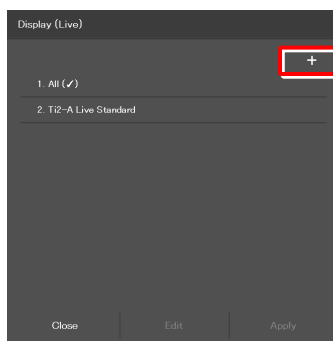 Display (Live)
+
1. All (✓)
2. Ti2-A Live Standard
Close Edit Apply